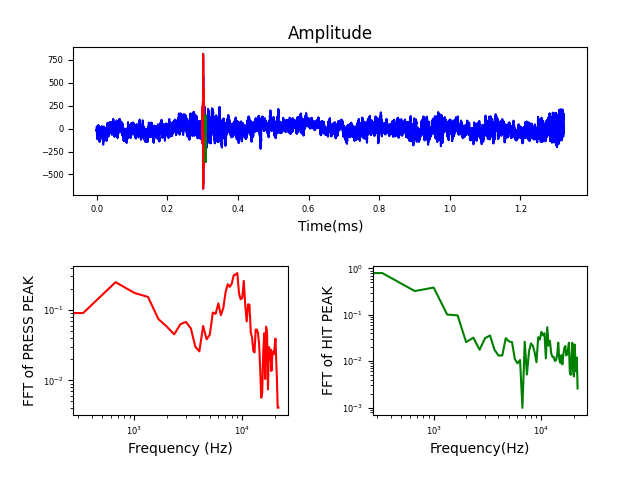 Amplitude
750
500
250
0
−250
−500
0.0 0.2 0.4 0.6 0.8 1.0 1.2
Time(ms)
FFT of PRESS PEAK
10⁻¹
10⁻²
10³ 10⁴
Frequency (Hz)
FFT of HIT PEAK
10⁰
10⁻¹
10⁻²
10⁻³
10³ 10⁴
Frequency(Hz)